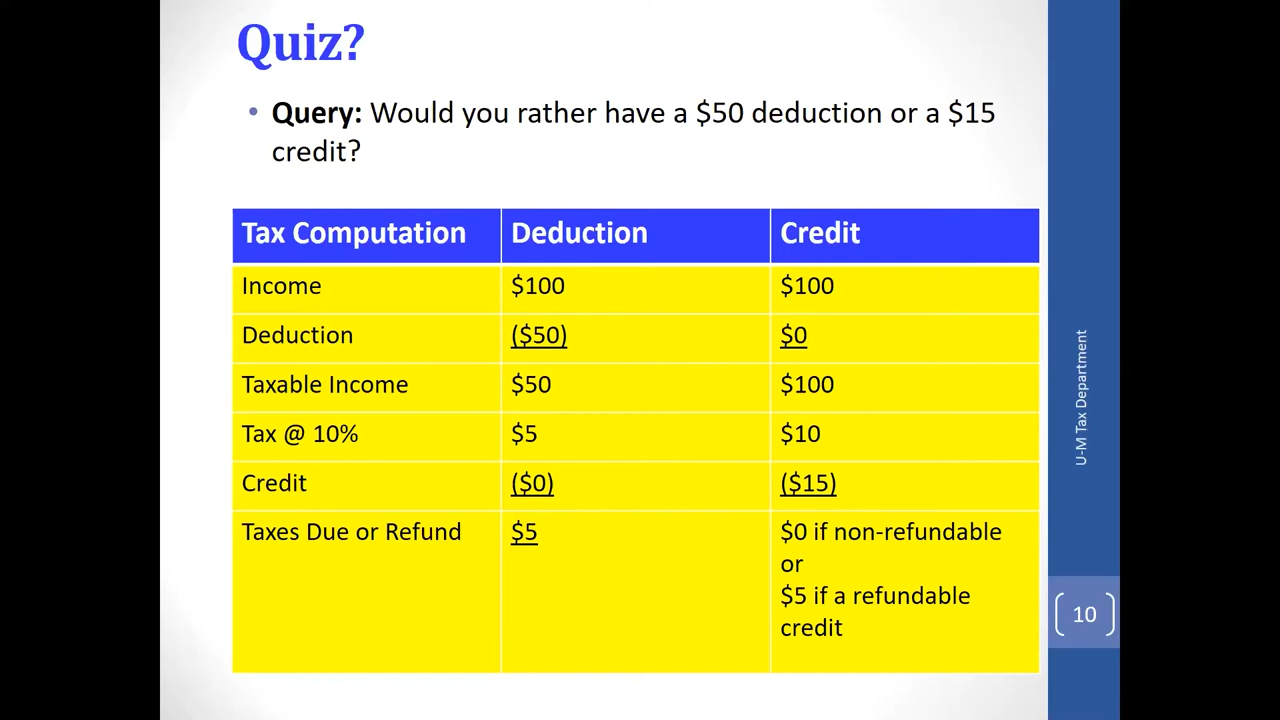 Quiz?
• Query: Would you rather have a $50 deduction or a $15
credit?
Tax Computation Deduction Credit
Income $100 $100
Deduction ($50) $0
Taxable Income $50 $100
Tax @ 10% $5 $10
Credit ($0) ($15)
Taxes Due or Refund $5 $0 if non-refundable
or
$5 if a refundable
credit
U-M Tax Department
10